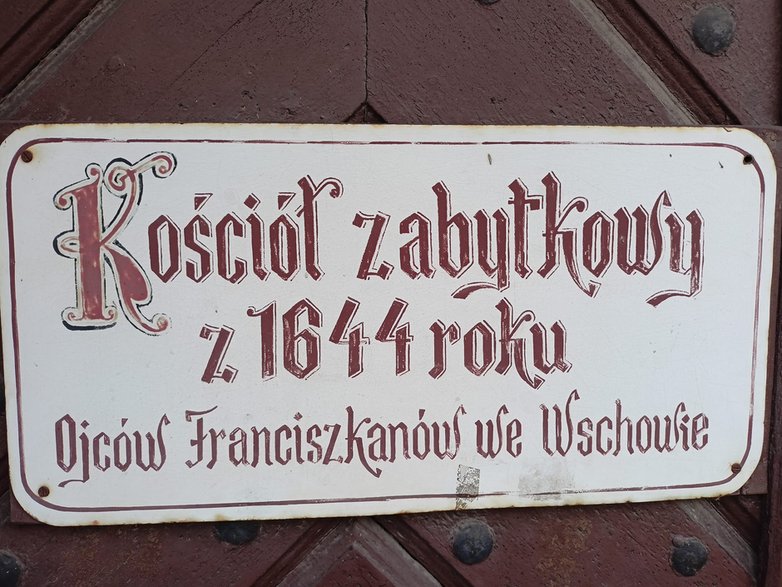 Kościół zabytkowy
z 1644 roku
Ojców Franciszkanów we Wschowie